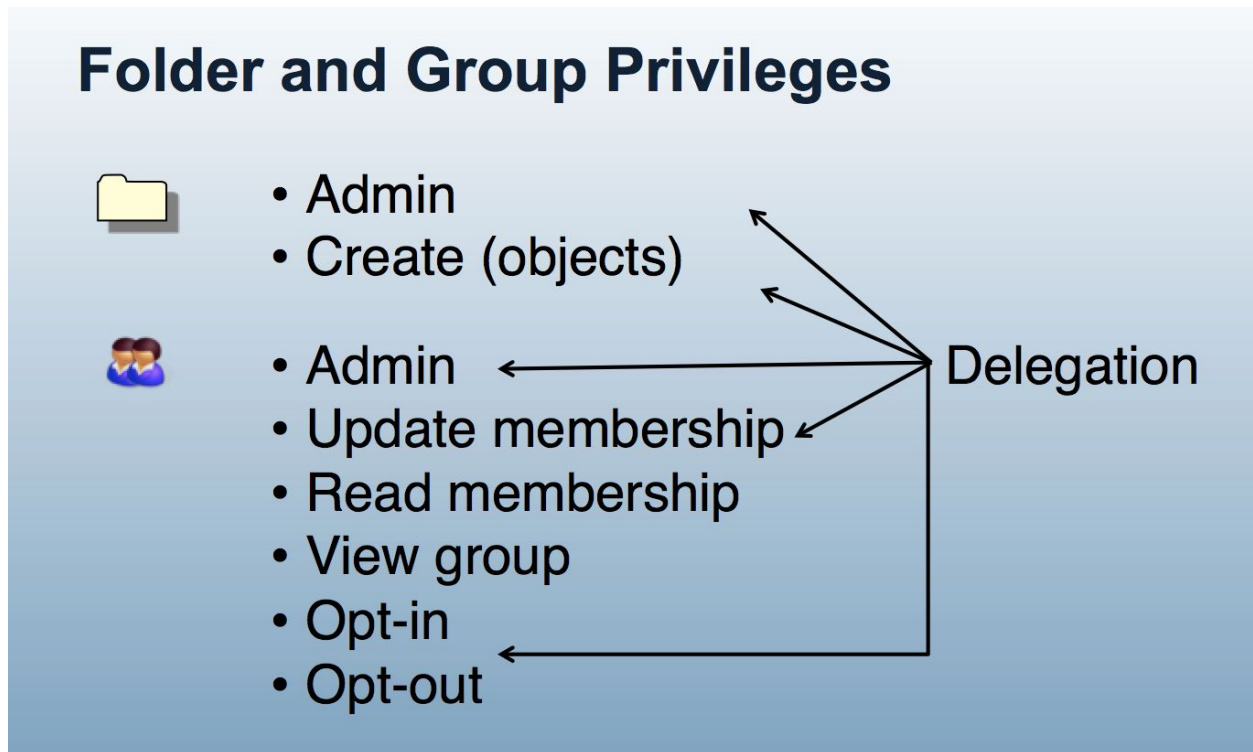 Folder and Group Privileges
• Admin
• Create (objects)
• Admin
Delegation
• Update membership
• Read membership
• View group
• Opt-in
• Opt-out